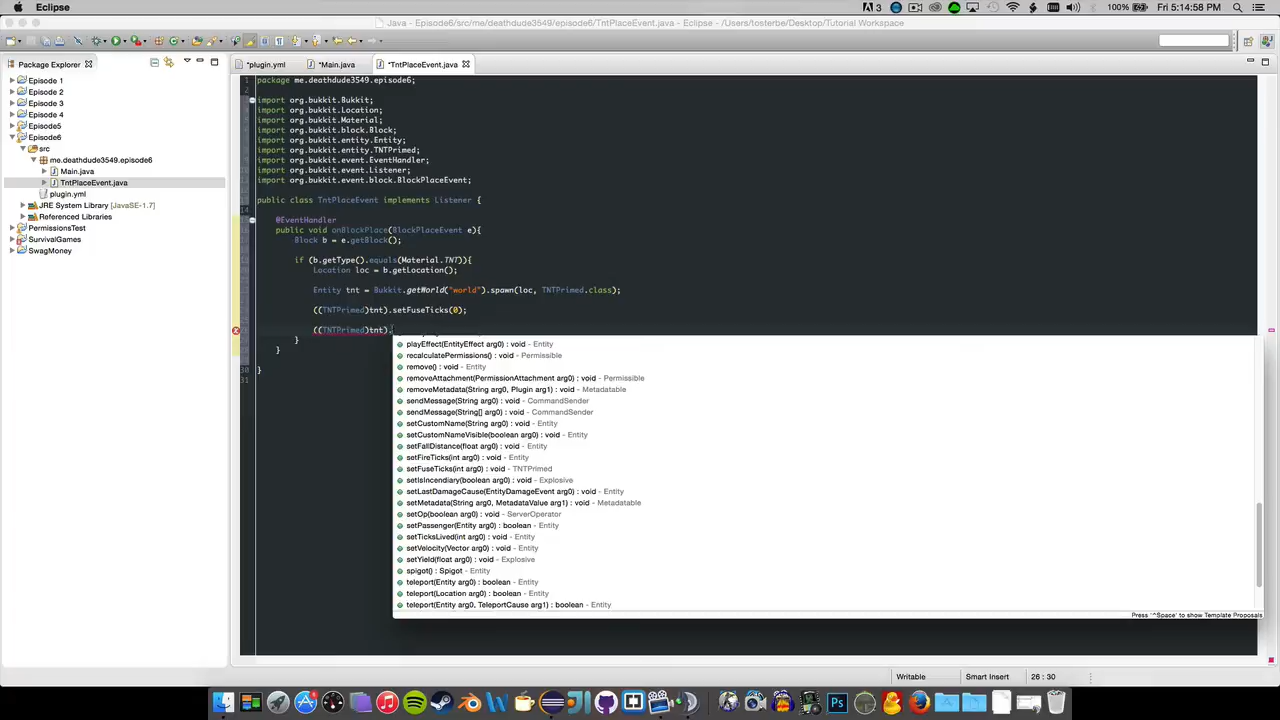 Eclipse
3
100%
Fri 5:14:58 PM
Java - Episode6/src/me/deathdude3549/episode6/TntPlaceEvent.java - Eclipse - /Users/tosterbe/Desktop/Tutorial Workspace
Package Explorer
*plugin.yml
*Main.java
*TntPlaceEvent.java
Episode 1
Episode 2
Episode 3
Episode 4
Episode5
Episode6
src
me.deathdude3549.episode6
Main.java
TntPlaceEvent.java
plugin.yml
JRE System Library [JavaSE-1.7]
Referenced Libraries
PermissionsTest
SurvivalGames
SwagMoney
package me.deathdude3549.episode6;
import org.bukkit.Bukkit;
import org.bukkit.Location;
import org.bukkit.Material;
import org.bukkit.block.Block;
import org.bukkit.entity.Entity;
import org.bukkit.entity.TNTPrimed;
import org.bukkit.event.EventHandler;
import org.bukkit.event.Listener;
import org.bukkit.event.block.BlockPlaceEvent;
public class TntPlaceEvent implements Listener {
@EventHandler
public void onBlockPlace(BlockPlaceEvent e){
Block b = e.getBlock();
if (b.getType().equals(Material.TNT)){
Location loc = b.getLocation();
Entity tnt = Bukkit.getWorld("world").spawn(loc, TNTPrimed.class);
((TNTPrimed)tnt).setFuseTicks(0);
((TNTPrimed)tnt).
}
}
}
playEffect(EntityEffect arg0) : void - Entity
recalculatePermissions() : void - Permissible
remove() : void - Entity
removeAttachment(PermissionAttachment arg0) : void - Permissible
removeMetadata(String arg0, Plugin arg1) : void - Metadatable
sendMessage(String arg0) : void - CommandSender
sendMessage(String[] arg0) : void - CommandSender
setCustomName(String arg0) : void - Entity
setCustomNameVisible(boolean arg0) : void - Entity
setFallDistance(float arg0) : void - Entity
setFireTicks(int arg0) : void - Entity
setFuseTicks(int arg0) : void - TNTPrimed
setIsIncendiary(boolean arg0) : void - Explosive
setLastDamageCause(EntityDamageEvent arg0) : void - Entity
setMetadata(String arg0, MetadataValue arg1) : void - Metadatable
setOp(boolean arg0) : void - ServerOperator
setPassenger(Entity arg0) : boolean - Entity
setTicksLived(int arg0) : void - Entity
setVelocity(Vector arg0) : void - Entity
setYield(float arg0) : void - Explosive
spigot() : Spigot - Entity
teleport(Entity arg0) : boolean - Entity
teleport(Location arg0) : boolean - Entity
teleport(Entity arg0, TeleportCause arg1) : boolean - Entity
Press '^Space' to show Template Proposals
Writable
Smart Insert
26 : 30
Ps